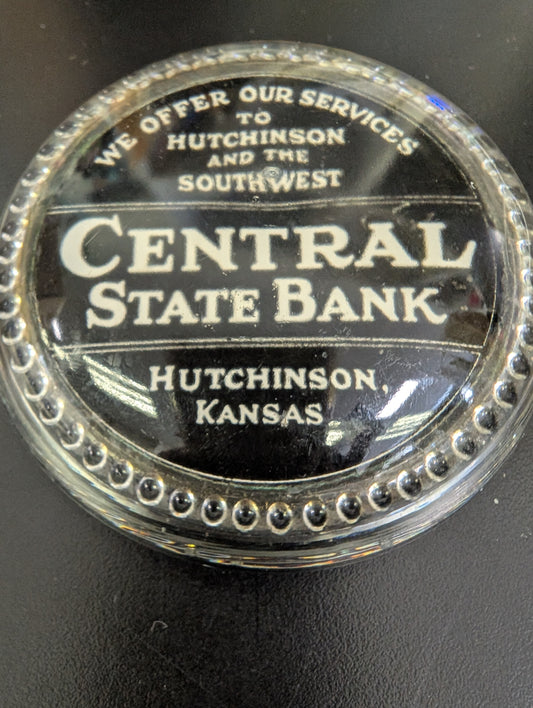 WE OFFER OUR SERVICES
TO
HUTCHINSON
AND THE
SOUTHWEST
CENTRAL
STATE BANK
HUTCHINSON,
KANSAS